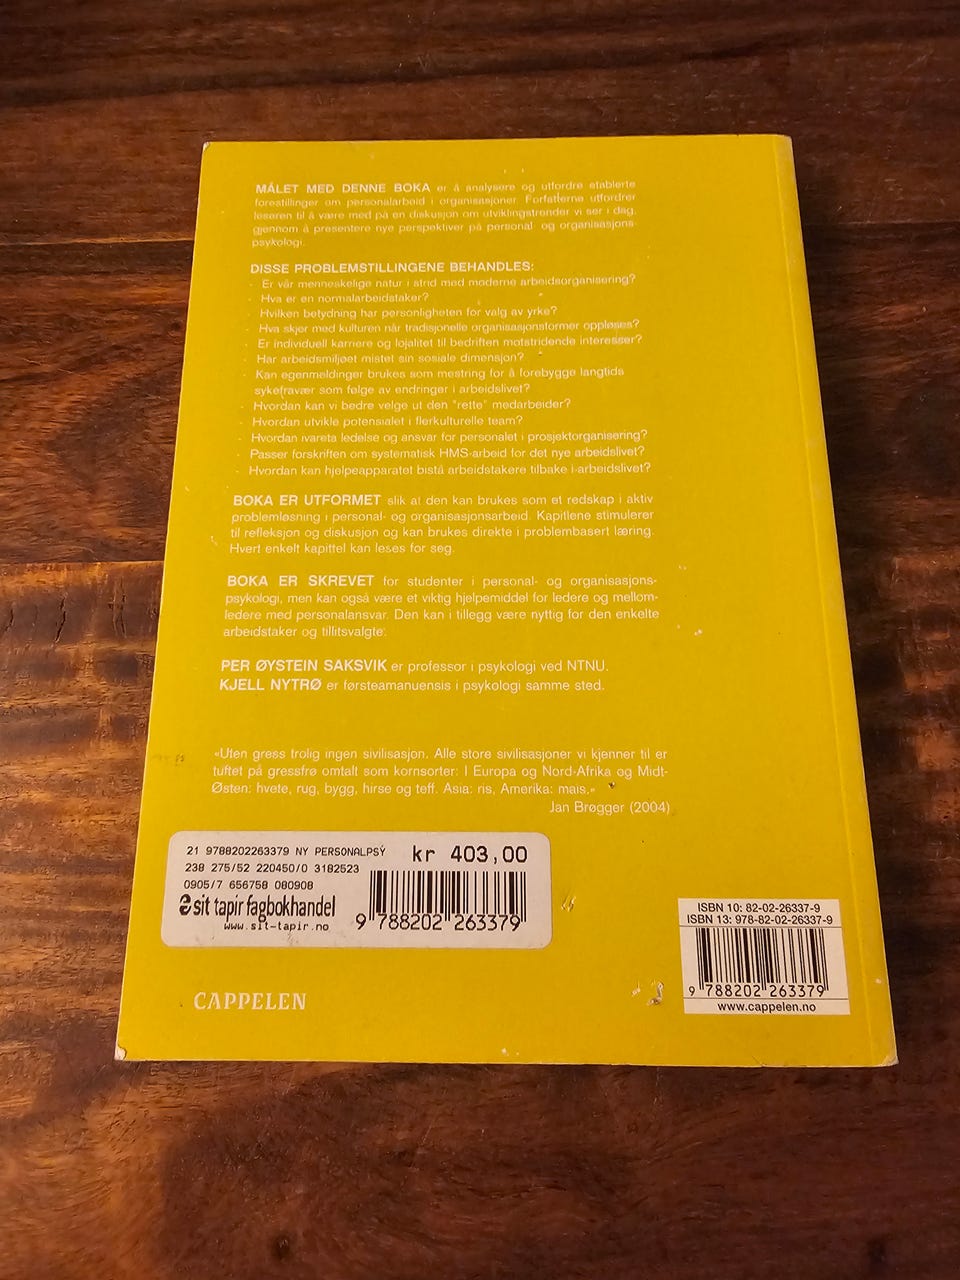 MÅLET MED DENNE BOKA er å analysere og utfordre etablerte
forestillinger om personalarbeid i organisasjoner. Forfatterne utfordrer
leseren til å være med på en diskusjon om utviklingstrender vi ser i dag,
gjennom å presentere nye perspektiver på personal- og organisasjons-
psykologi.
DISSE PROBLEMSTILLINGENE BEHANDLES:
- Er vår menneskelige natur i strid med moderne arbeidsorganisering?
- Hva er en normalarbeidstaker?
- Hvilken betydning har personligheten for valg av yrke?
- Hva skjer med kulturen når tradisjonelle organisasjonsformer oppløses?
- Er individuell karriere og lojalitet til bedriften motstridende interesser?
- Har arbeidsmiljøet mistet sin sosiale dimensjon?
- Kan egenmeldinger brukes som mestring for å forebygge langtids
sykefravær som følge av endringer i arbeidslivet?
- Hvordan kan vi bedre velge ut den "rette" medarbeider?
- Hvordan utvikle potensialet i flerkulturelle team?
- Hvordan ivareta ledelse og ansvar for personalet i prosjektorganisering?
- Passer forskriften om systematisk HMS-arbeid for det nye arbeidslivet?
- Hvordan kan hjelpeapparatet bistå arbeidstakere tilbake i arbeidslivet?
BOKA ER UTFORMET slik at den kan brukes som et redskap i aktiv
problemløsning i personal- og organisasjonsarbeid. Kapitlene stimulerer
til refleksjon og diskusjon og kan brukes direkte i problembasert læring.
Hvert enkelt kapittel kan leses for seg.
BOKA ER SKREVET for studenter i personal- og organisasjons-
psykologi, men kan også være et viktig hjelpemiddel for ledere og mellom-
ledere med personalansvar. Den kan i tillegg være nyttig for den enkelte
arbeidstaker og tillitsvalgte.
PER ØYSTEIN SAKSVIK er professor i psykologi ved NTNU.
KJELL NYTRØ er førsteamanuensis i psykologi samme sted.
«Uten gress trolig ingen sivilisasjon. Alle store sivilisasjoner vi kjenner til er
tuftet på gressfrø omtalt som kornsorter: I Europa og Nord-Afrika og Midt-
Østen: hvete, rug, bygg, hirse og teff. Asia: ris, Amerika: mais.»
Jan Brøgger (2004)
21 9788202263379 NY PERSONALPSY kr 403,00
238 275/52 220450/0 3182523
0905/7 656758 080908
sit tapir fagbokhandel
www.sit-tapir.no
9 788202 263379
ISBN 10: 82-02-26337-9
ISBN 13: 978-82-02-26337-9
9 788202 263379
www.cappelen.no
CAPPELEN